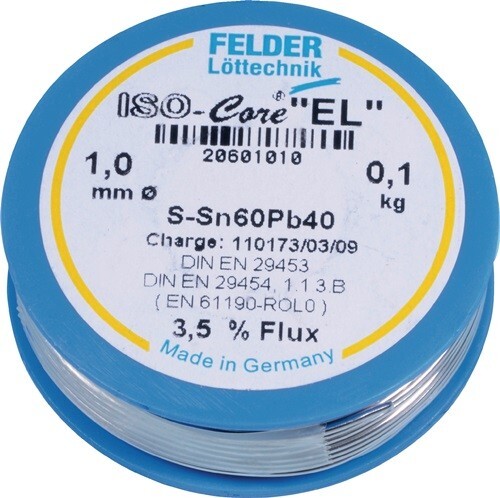 FELDER
Löttechnik
ISO-Core® "EL"
20601010
1,0
mm ø
0,1
kg
S-Sn60Pb40
Charge: 110173/03/09
DIN EN 29453
DIN EN 29454, 1.1.3 B
( EN 61190-ROL0 )
3,5 % Flux
Made in Germany